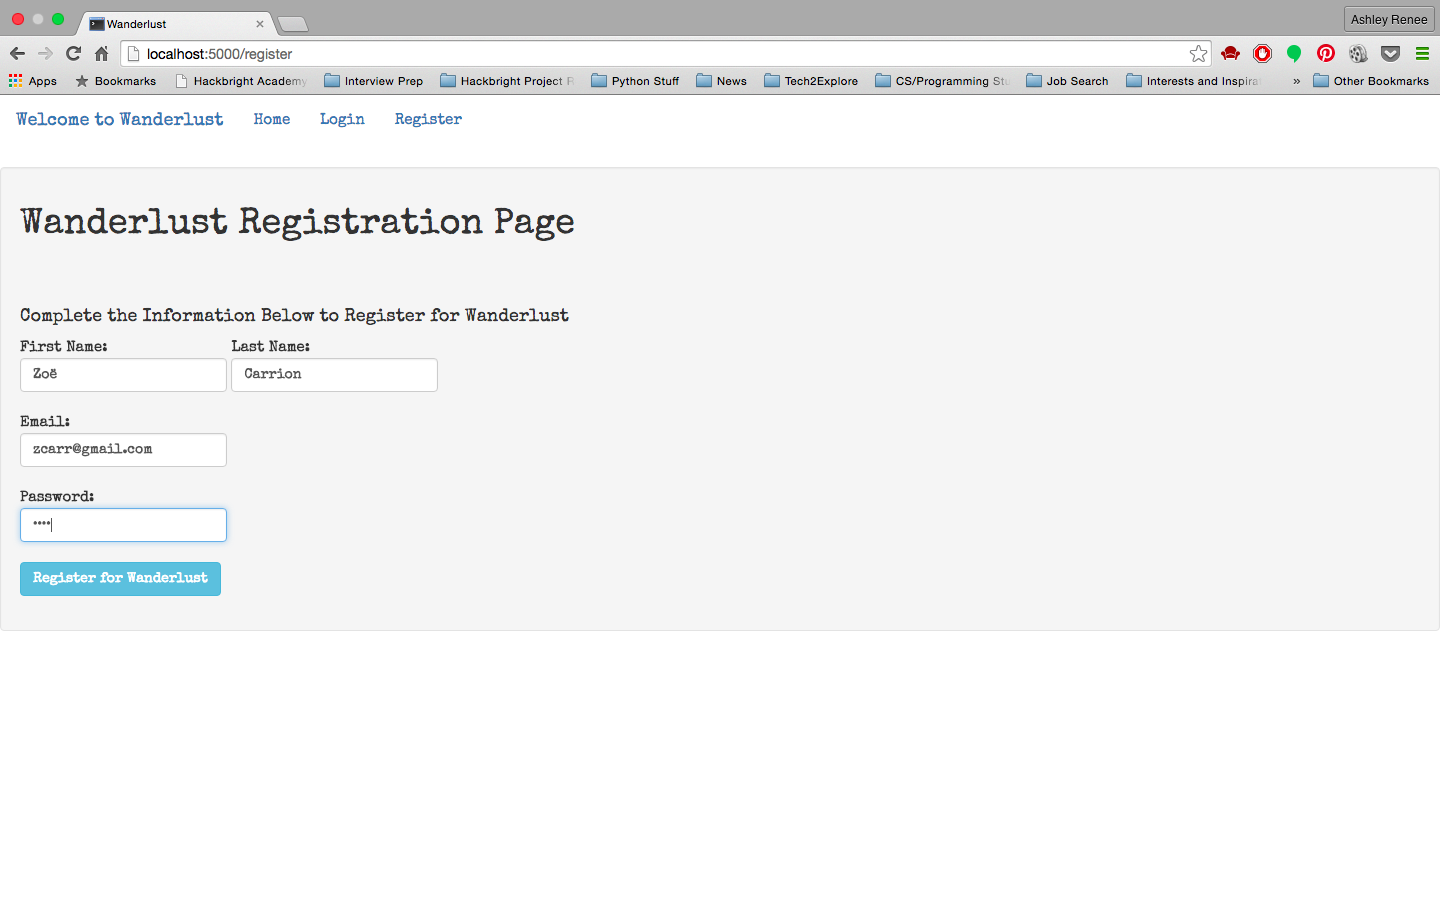 Wanderlust
Ashley Renee
localhost:5000/register
Apps Bookmarks Hackbright Academy Interview Prep Hackbright Project Python Stuff News Tech2Explore CS/Programming Job Search Interests and » Other Bookmarks
Welcome to Wanderlust Home Login Register
Wanderlust Registration Page
Complete the Information Below to Register for Wanderlust
First Name: Last Name:
Zoë Carrion
Email:
zcarr@gmail.com
Password:
••••
Register for Wanderlust